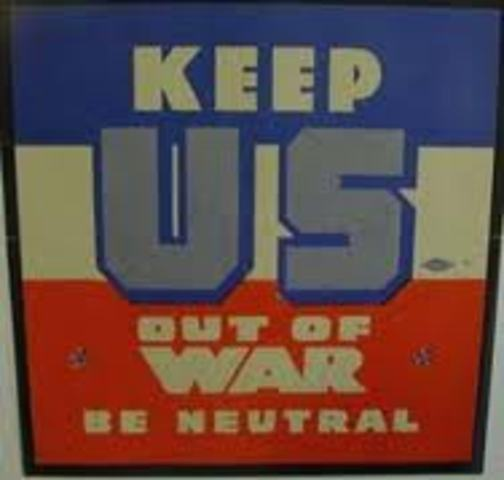 KEEP
US
OUT OF
WAR
BE NEUTRAL